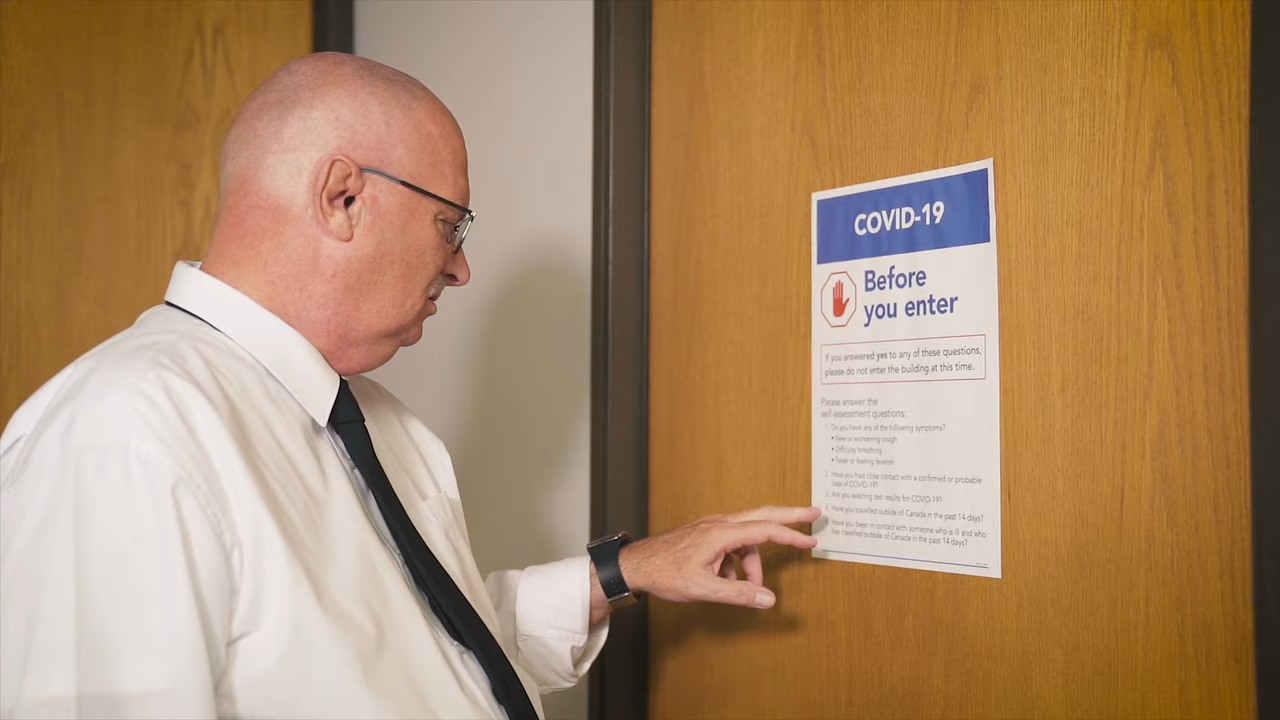 COVID-19
Before
you enter
If you answered yes to any of these questions,
please do not enter the building at this time.
Please answer the
self-assessment questions:
1. Do you have any of the following symptoms?
• New or worsening cough
• Difficulty breathing
• Fever or feeling feverish
2. Have you had close contact with a confirmed or probable
case of COVID-19?
3. Are you awaiting test results for COVID-19?
4. Have you travelled outside of Canada in the past 14 days?
Have you been in contact with someone who is ill and who
has travelled outside of Canada in the past 14 days?